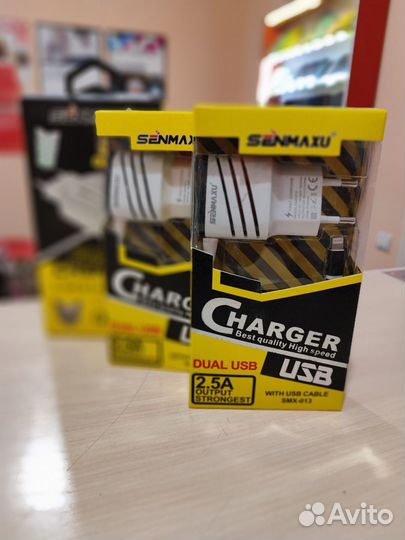 SENMAXU
SENMAXU
SENMAXU
CHARGER
Best quality High speed
DUAL USB
USB
2.5A
OUTPUT
STRONGEST
WITH USB CABLE
SMX-013
CHARGER
DUAL USB
Avito